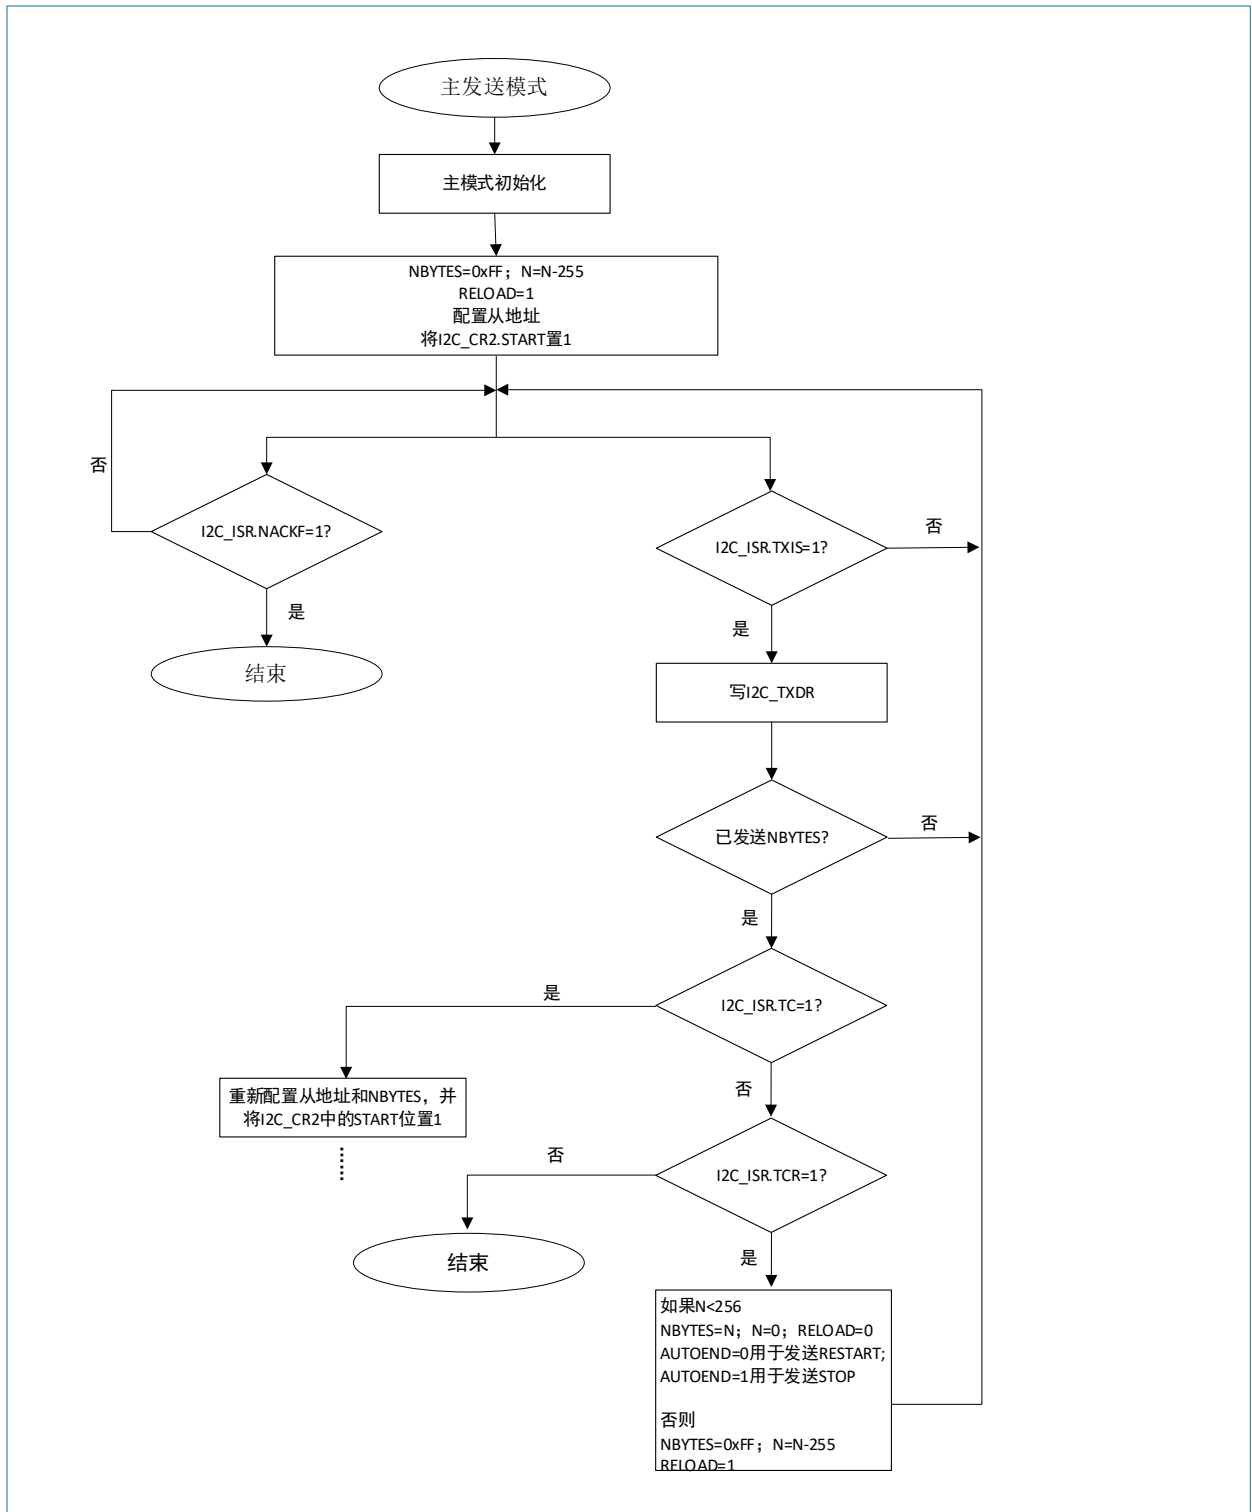 主发送模式
主模式初始化
NBYTES=0xFF；N=N-255
RELOAD=1
配置从地址
将I2C_CR2.START置1
否
I2C_ISR.NACKF=1?
是
结束
I2C_ISR.TXIS=1?
否
是
写I2C_TXDR
已发送NBYTES?
否
是
I2C_ISR.TC=1?
是
重新配置从地址和NBYTES，并
将I2C_CR2中的START位置1
否
I2C_ISR.TCR=1?
否
结束
是
如果N<256
NBYTES=N；N=0；RELOAD=0
AUTOEND=0用于发送RESTART;
AUTOEND=1用于发送STOP
否则
NBYTES=0xFF；N=N-255
RELOAD=1